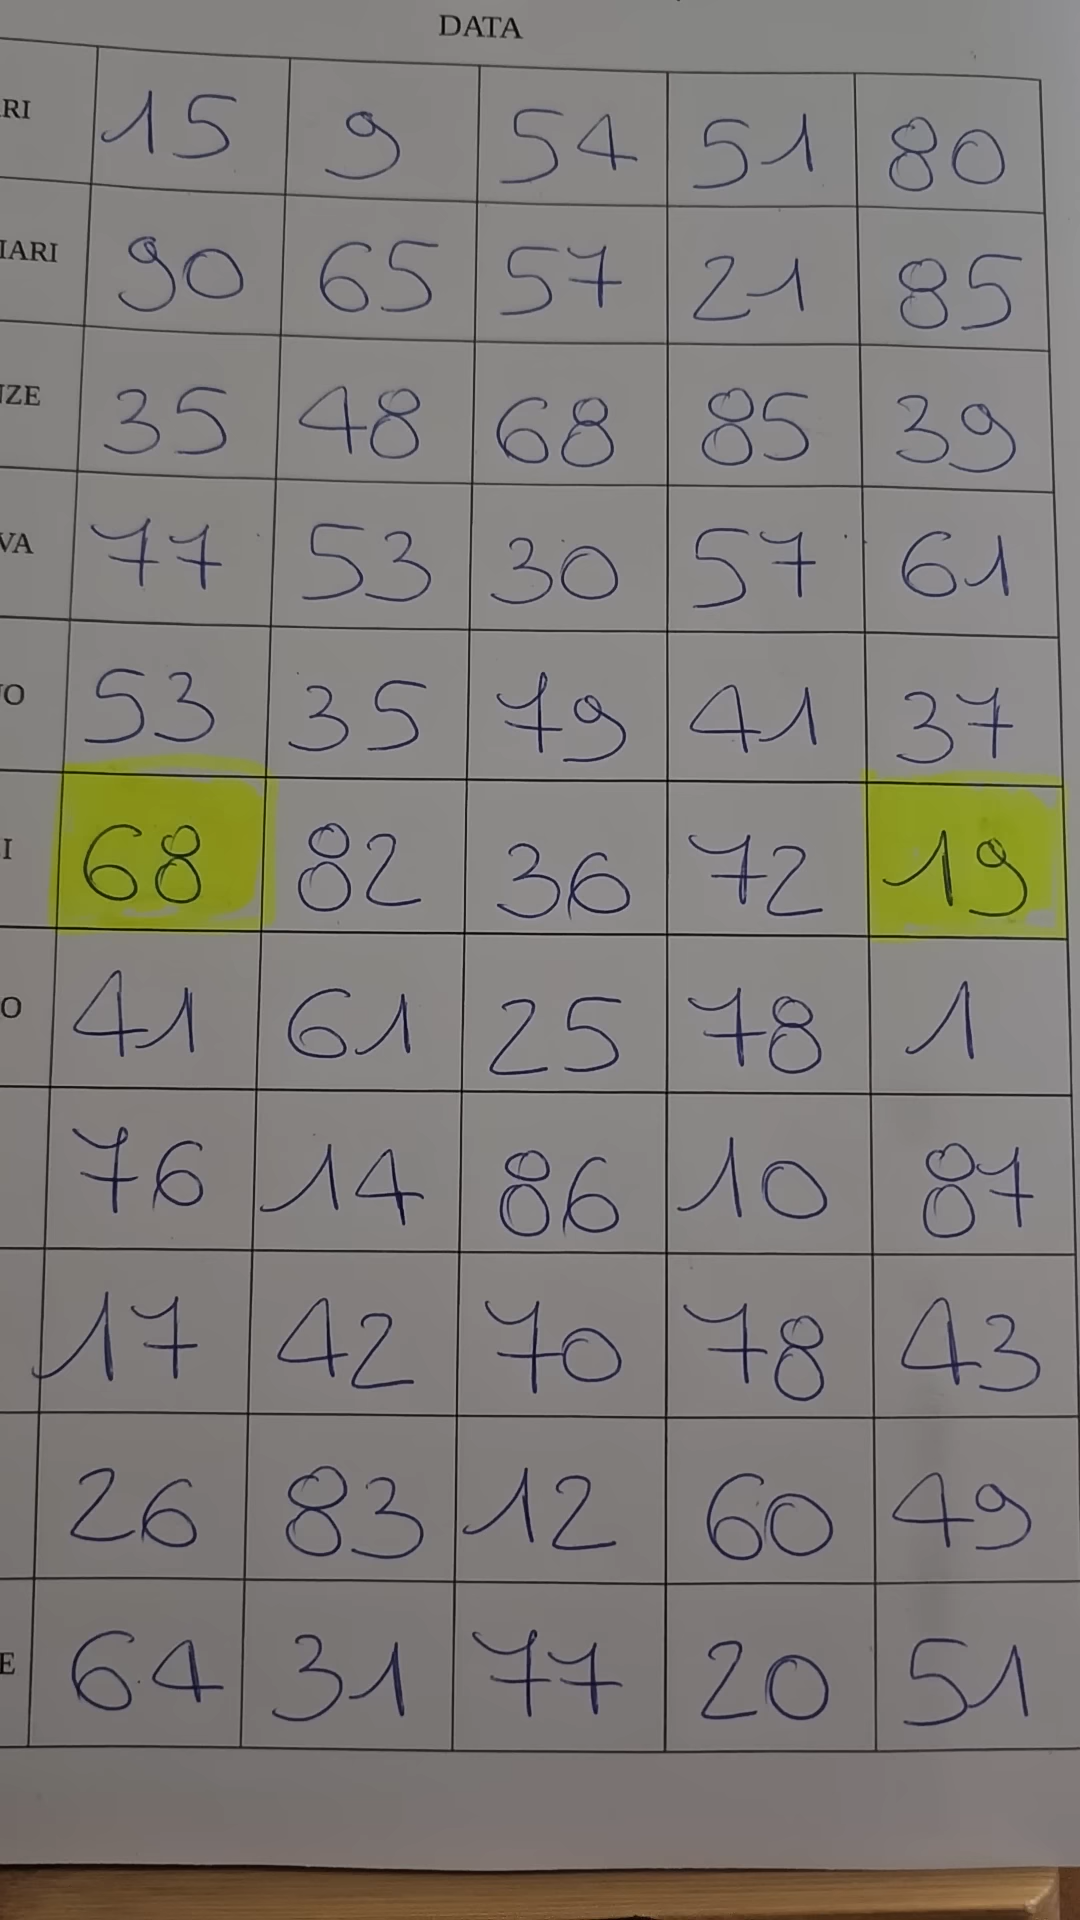 DATA
RI 15 9 54 51 80
IARI 90 65 57 21 85
NZE 35 48 68 85 39
VA 77 53 30 57 61
NO 53 35 79 41 37
I 68 82 36 72 19
O 41 61 25 78 1
76 14 86 10 87
17 42 70 78 43
26 83 12 60 49
E 64 31 77 20 51